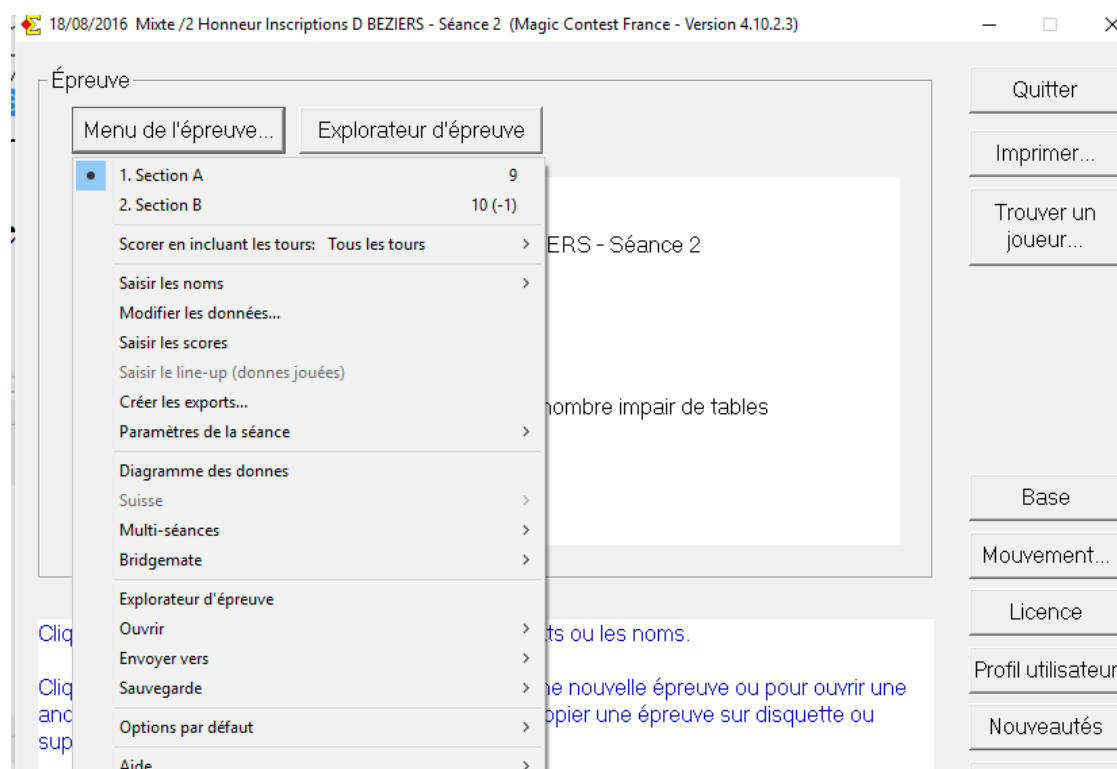 18/08/2016 Mixte /2 Honneur Inscriptions D BEZIERS - Séance 2 (Magic Contest France - Version 4.10.2.3)
Épreuve
Menu de l'épreuve...
Explorateur d'épreuve
1. Section A 9
2. Section B 10 (-1)
Scorer en incluant les tours: Tous les tours
Saisir les noms
Modifier les données...
Saisir les scores
Saisir le line-up (donnes jouées)
Créer les exports...
Paramètres de la séance
Diagramme des donnes
Suisse
Multi-séances
Bridgemate
Explorateur d'épreuve
Ouvrir
Envoyer vers
Sauvegarde
Options par défaut
Aide
ERS - Séance 2
nombre impair de tables
Cliq
ts ou les noms.
Cliq
ne nouvelle épreuve ou pour ouvrir une
anc
opier une épreuve sur disquette ou
sup
Quitter
Imprimer...
Trouver un
joueur...
Base
Mouvement...
Licence
Profil utilisateur
Nouveautés